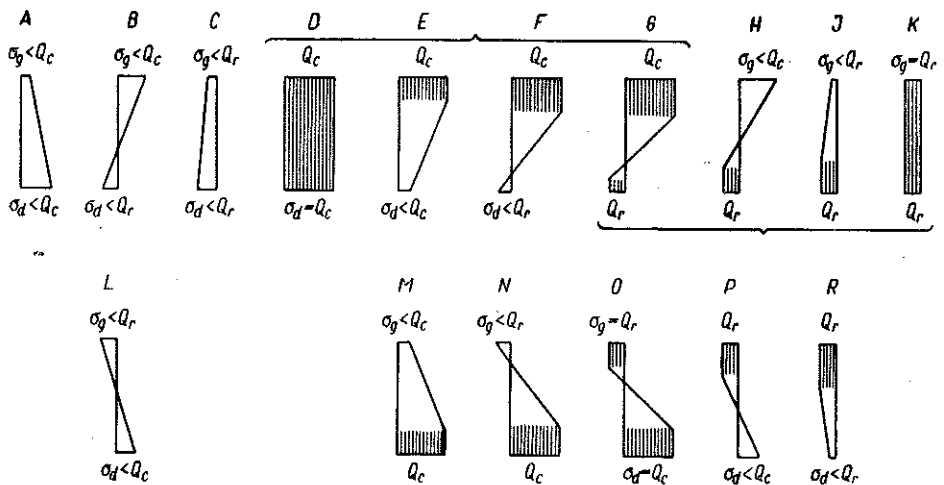 A B C D E F G H J K
σg<Qc σg<Qc σg<Qr Qc Qc Qc Qc σg<Qc σg<Qr σg=Qr
σd<Qc σd<Qr σd<Qr σd=Qc σd<Qc σd<Qr Qr Qr Qr Qr
L M N O P R
σg<Qr σg<Qc σg<Qr σg=Qr Qr Qr
σd<Qc Qc Qc σd=Qc σd<Qc σd<Qr